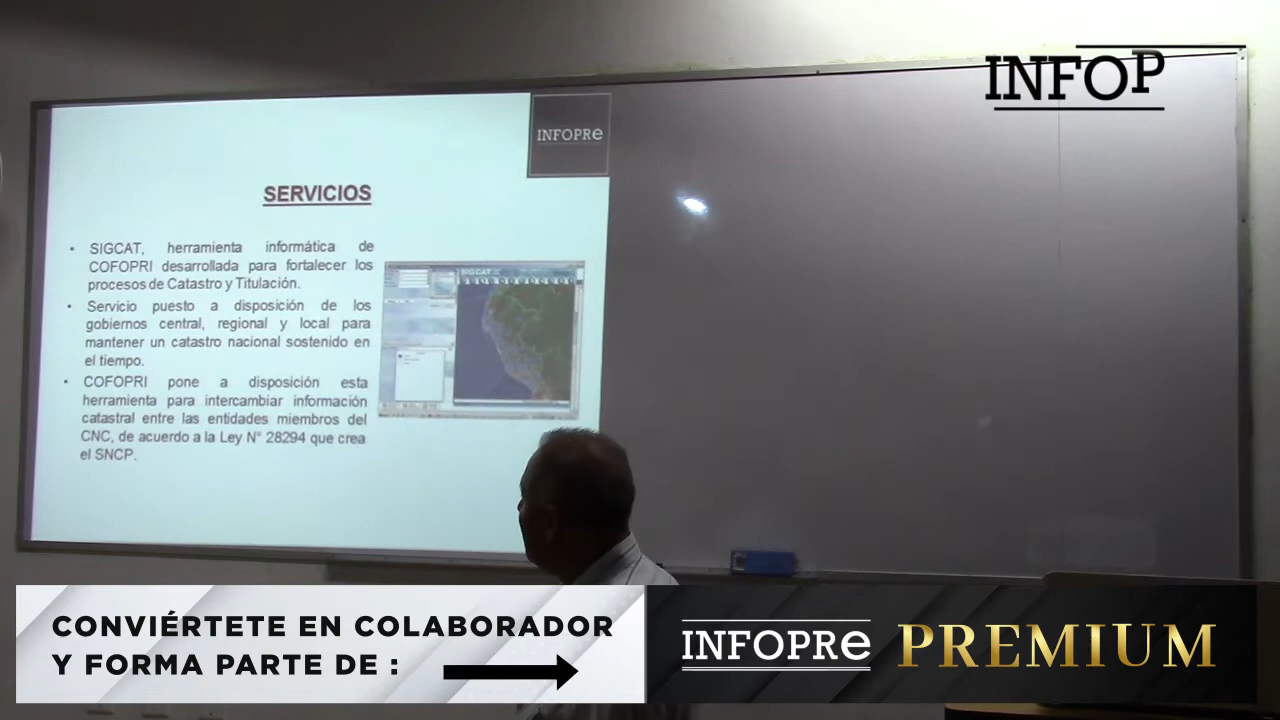 INFOP
INFOPRe
SERVICIOS
• SIGCAT, herramienta informática de
COFOPRI desarrollada para fortalecer los
procesos de Catastro y Titulación.
• Servicio puesto a disposición de los
gobiernos central, regional y local para
mantener un catastro nacional sostenido en
el tiempo.
• COFOPRI pone a disposición esta
herramienta para intercambiar información
catastral entre las entidades miembros del
CNC, de acuerdo a la Ley N° 28294 que crea
el SNCP.
SIGCAT
CONVIÉRTETE EN COLABORADOR
Y FORMA PARTE DE :
INFOPRe PREMIUM